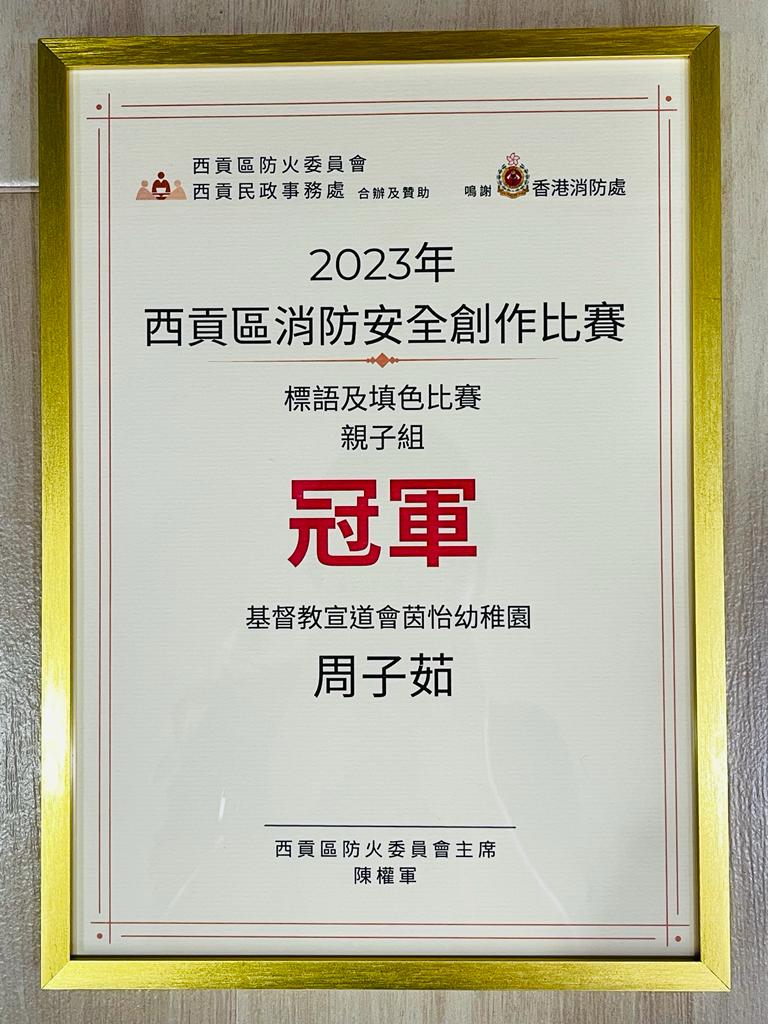 西貢區防火委員會
西貢民政事務處 合辦及贊助
鳴謝 香港消防處
2023年
西貢區消防安全創作比賽
標語及填色比賽
親子組
冠軍
基督教宣道會茵怡幼稚園
周子茹
西貢區防火委員會主席
陳權軍